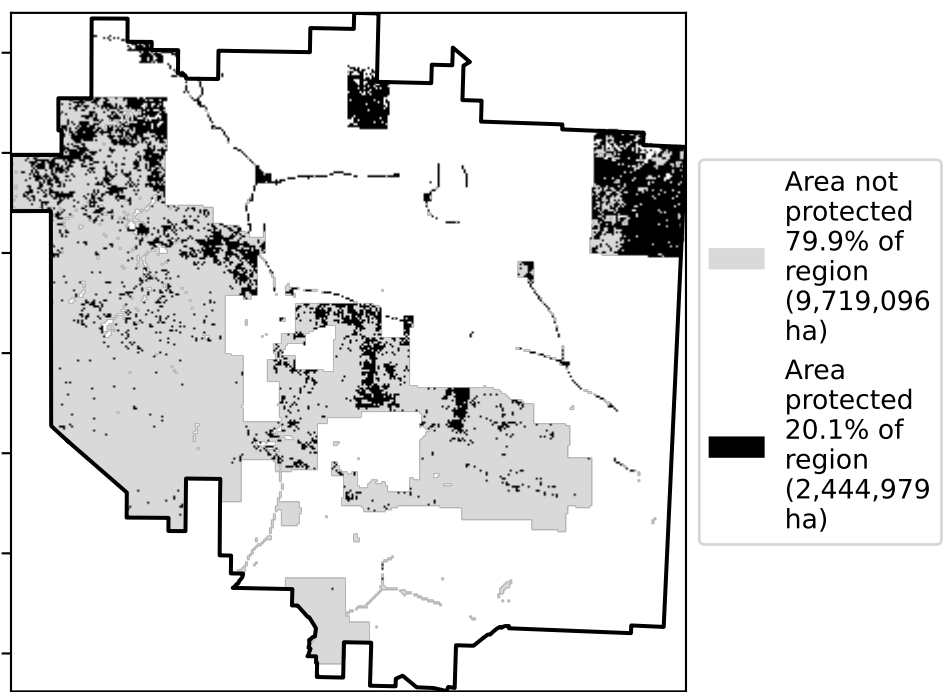 Area not
protected
79.9% of
region
(9,719,096
ha)
Area
protected
20.1% of
region
(2,444,979
ha)